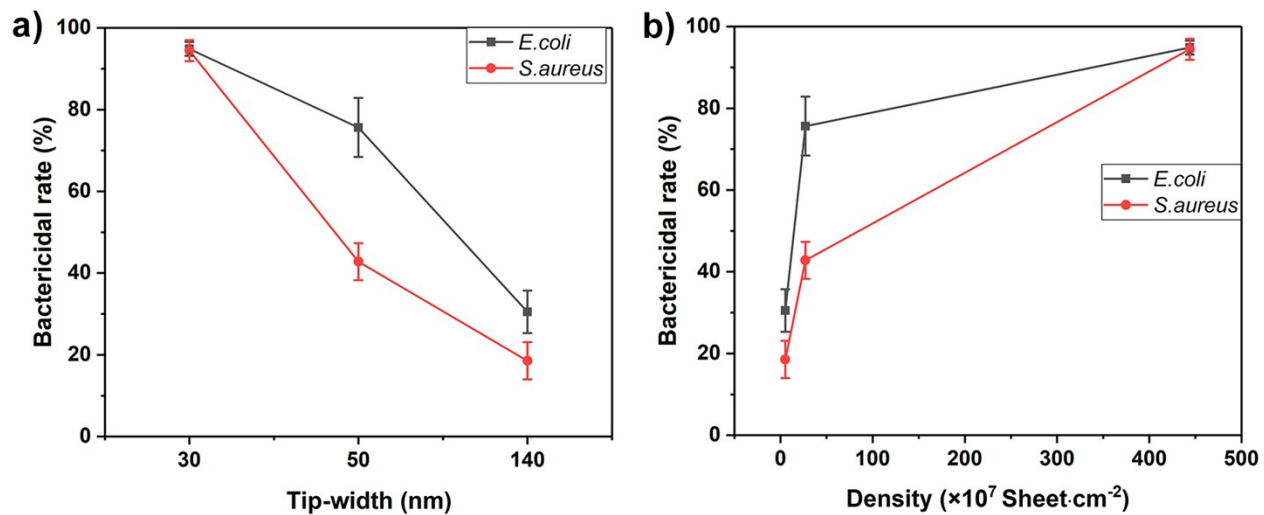 a)
Bactericidal rate (%)
100
80
60
40
20
0
E.coli
S.aureus
30
50
140
Tip-width (nm)
b)
Bactericidal rate (%)
100
80
60
40
20
0
E.coli
S.aureus
0
100
200
300
400
500
Density (×10⁷ Sheet·cm⁻²)